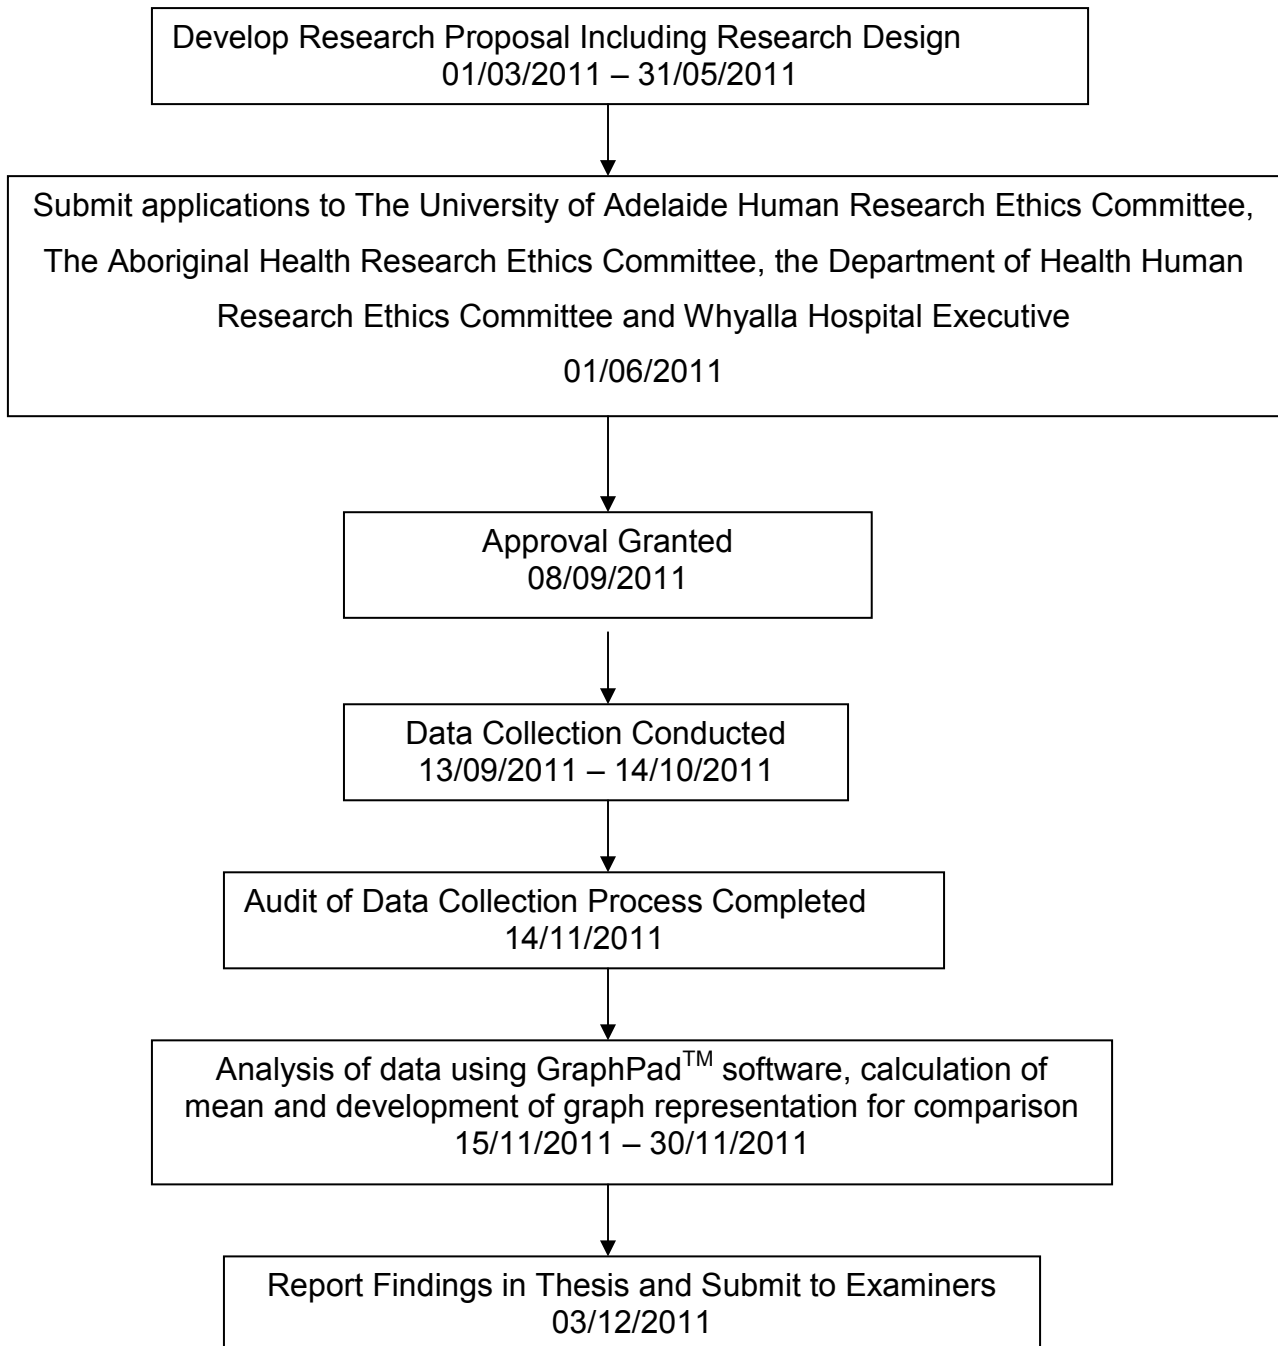 Develop Research Proposal Including Research Design
01/03/2011 – 31/05/2011
Submit applications to The University of Adelaide Human Research Ethics Committee,
The Aboriginal Health Research Ethics Committee, the Department of Health Human
Research Ethics Committee and Whyalla Hospital Executive
01/06/2011
Approval Granted
08/09/2011
Data Collection Conducted
13/09/2011 – 14/10/2011
Audit of Data Collection Process Completed
14/11/2011
Analysis of data using GraphPad™ software, calculation of
mean and development of graph representation for comparison
15/11/2011 – 30/11/2011
Report Findings in Thesis and Submit to Examiners
03/12/2011